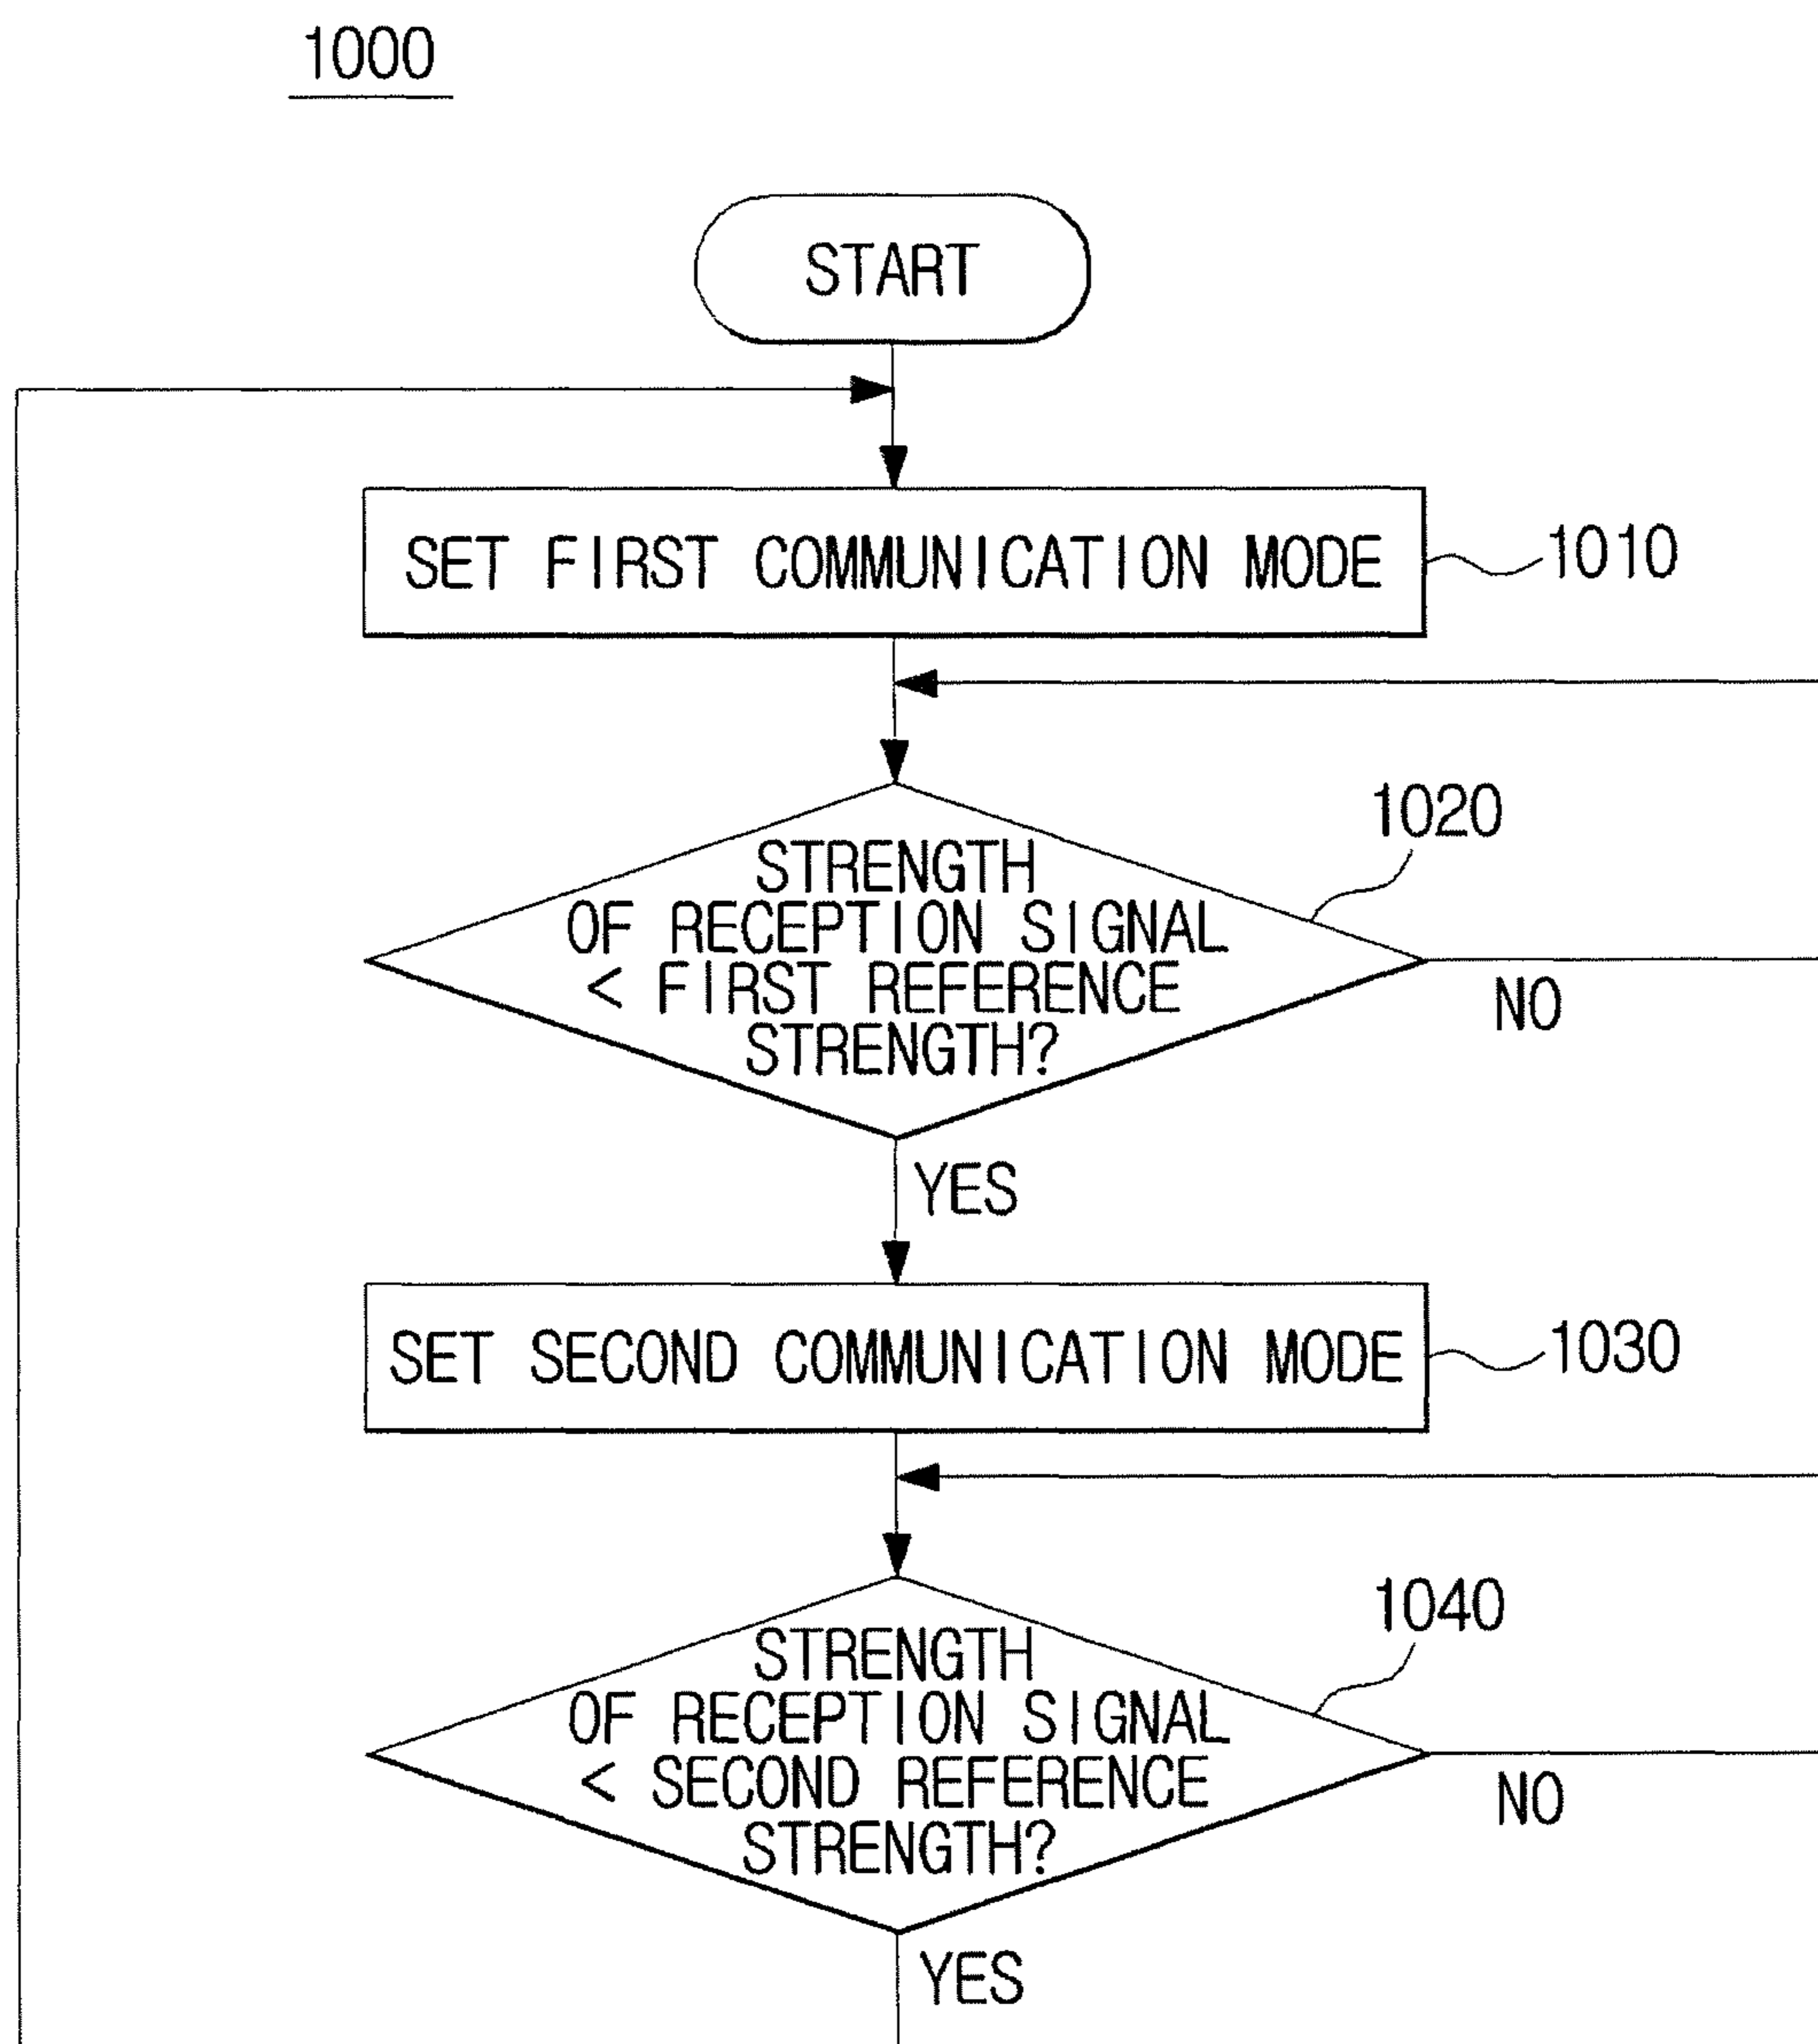 1000
START
SET FIRST COMMUNICATION MODE
1010
1020
STRENGTH
OF RECEPTION SIGNAL
< FIRST REFERENCE
STRENGTH?
NO
YES
SET SECOND COMMUNICATION MODE
1030
1040
STRENGTH
OF RECEPTION SIGNAL
< SECOND REFERENCE
STRENGTH?
NO
YES